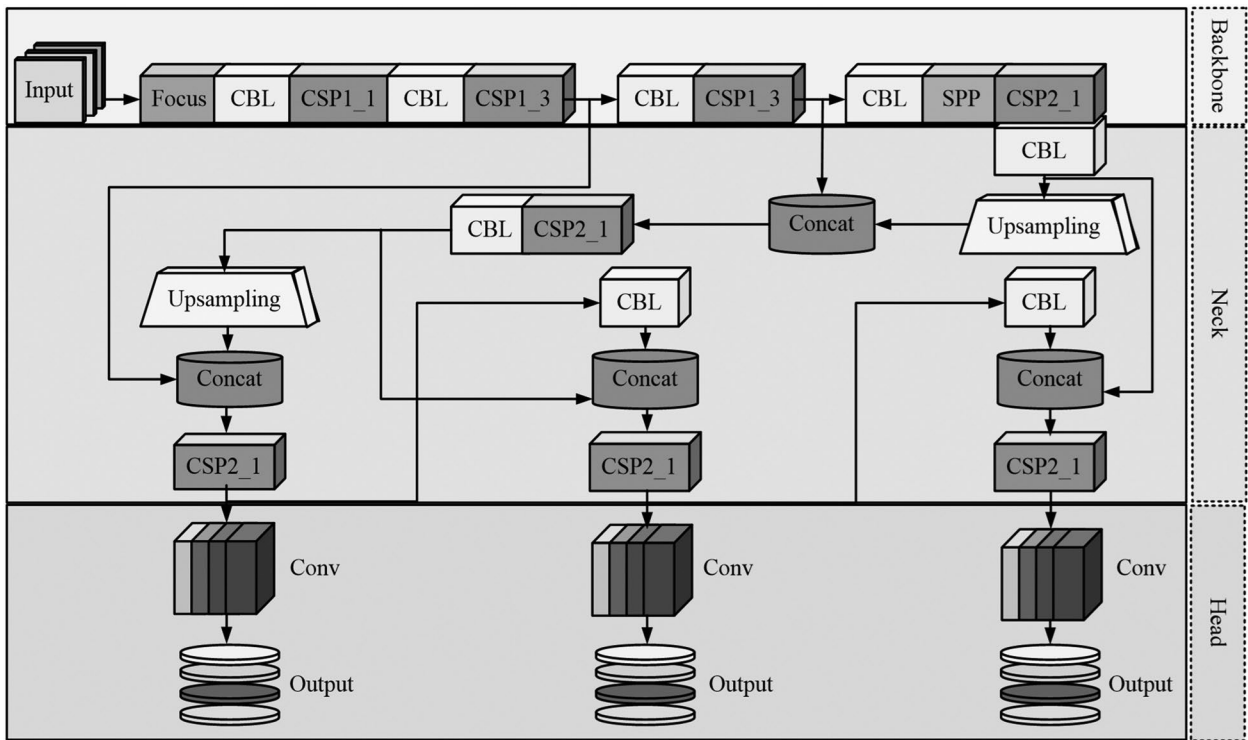 Input
Focus
CBL
CSP1_1
CBL
CSP1_3
CBL
CSP1_3
CBL
SPP
CSP2_1
Backbone
CBL
CBL
CSP2_1
Concat
Upsampling
Upsampling
CBL
CBL
Concat
Concat
Concat
CSP2_1
CSP2_1
CSP2_1
Neck
Conv
Conv
Conv
Output
Output
Output
Head